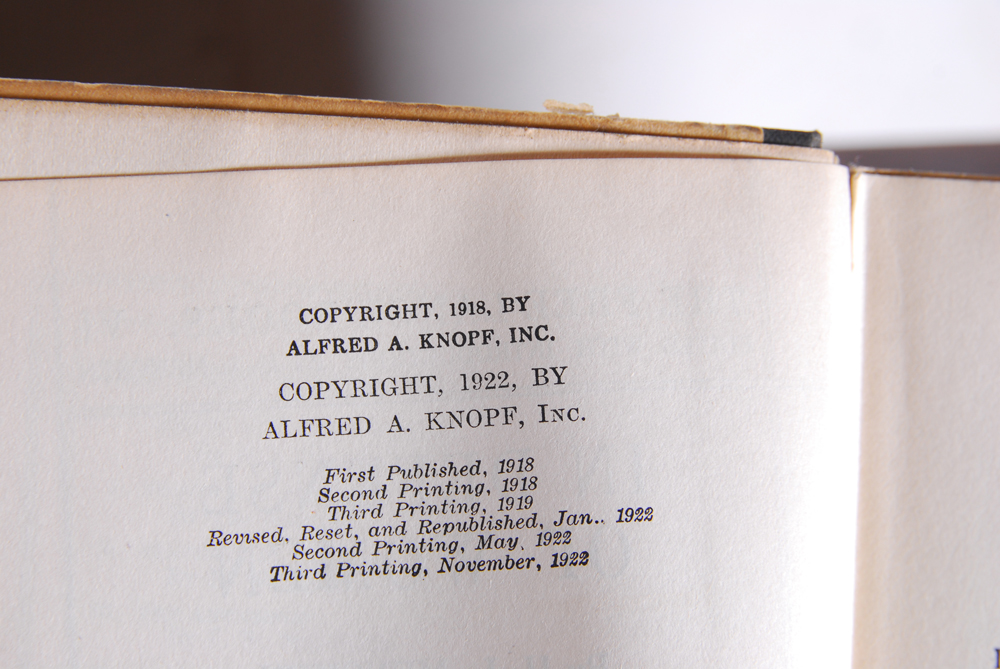 COPYRIGHT, 1918, BY
ALFRED A. KNOPF, INC.
COPYRIGHT, 1922, BY
ALFRED A. KNOPF, Inc.
First Published, 1918
Second Printing, 1918
Third Printing, 1919
Revised, Reset, and Republished, Jan., 1922
Second Printing, May, 1922
Third Printing, November, 1922